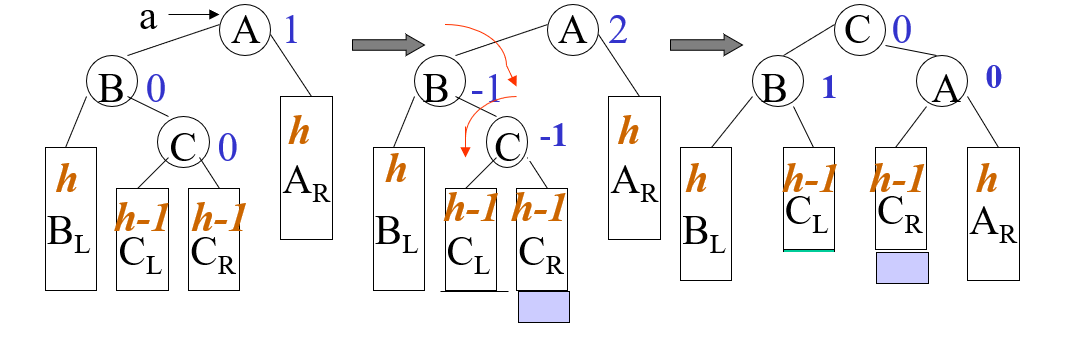 a A 1
B 0
C 0
h B_L
h-1 C_L
h-1 C_R
h A_R
A 2
B -1
C -1
h B_L
h-1 C_L
h-1 C_R
h A_R
C 0
B 1
A 0
h B_L
h-1 C_L
h-1 C_R
h A_R